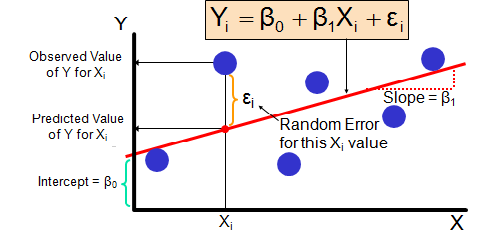 Y
Yᵢ = β₀ + β₁Xᵢ + εᵢ
Observed Value
of Y for Xᵢ
εᵢ
Slope = β₁
Predicted Value
of Y for Xᵢ
Random Error
for this Xᵢ value
Intercept = β₀
Xᵢ
X